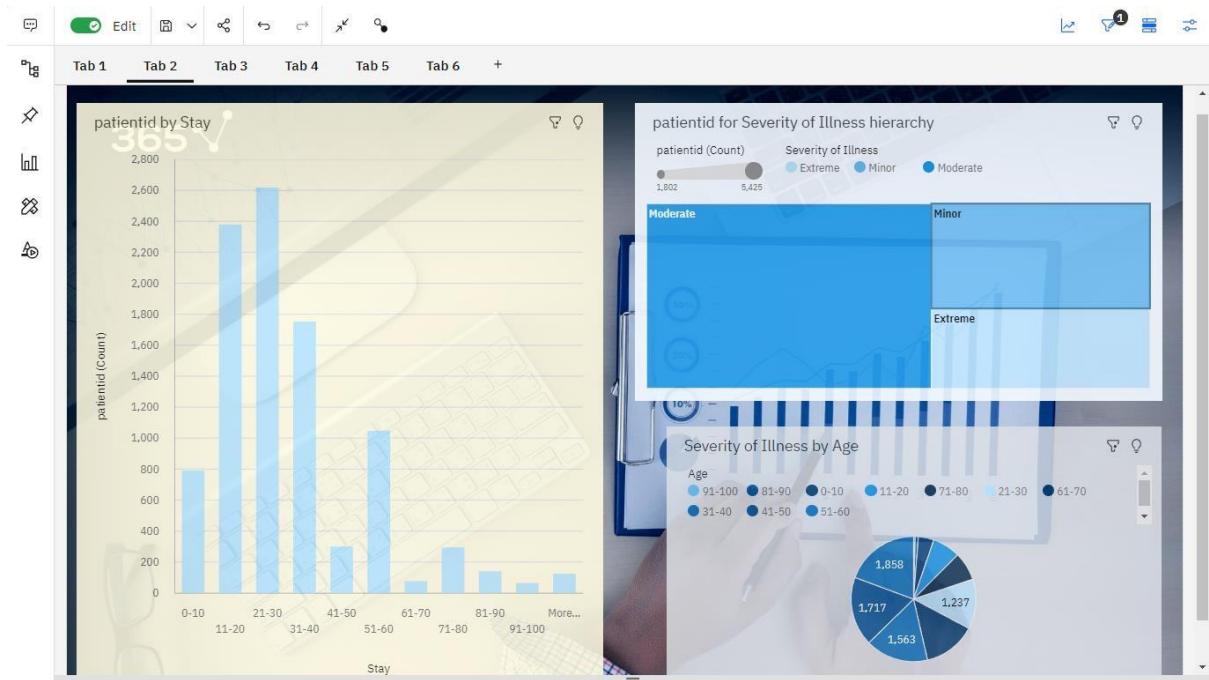 Edit
1
Tab 1 Tab 2 Tab 3 Tab 4 Tab 5 Tab 6 +
patientid by Stay
365
2,800
2,600
2,400
2,200
2,000
1,800
1,600
1,400
1,200
1,000
800
600
400
200
0
patientid (Count)
0-10 21-30 41-50 61-70 81-90 More...
11-20 31-40 51-60 71-80 91-100
Stay
patientid for Severity of Illness hierarchy
patientid (Count) Severity of Illness
Extreme Minor Moderate
1,802 5,425
Moderate Minor
Extreme
10%
Severity of Illness by Age
Age
91-100 81-90 0-10 11-20 71-80 21-30 61-70
31-40 41-50 51-60
1,858
1,237
1,717
1,563